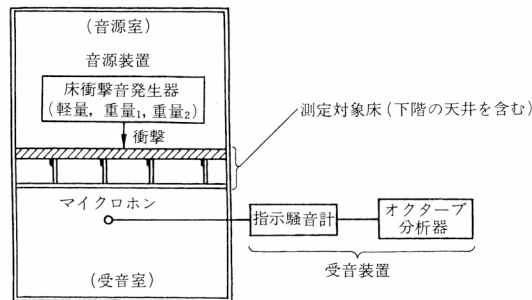 (音源室)
音源装置
床衝撃音発生器
(軽量, 重量₁, 重量₂)
衝撃
測定対象床(下階の天井を含む)
マイクロホン
指示騒音計
オクターブ
分析器
受音装置
(受音室)